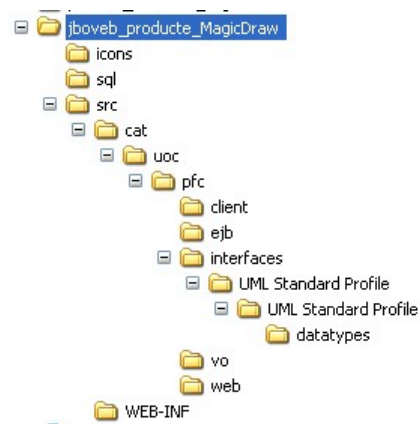 jboveb_producte_MagicDraw
icons
sql
src
cat
uoc
pfc
client
ejb
interfaces
UML Standard Profile
UML Standard Profile
datatypes
vo
web
WEB-INF